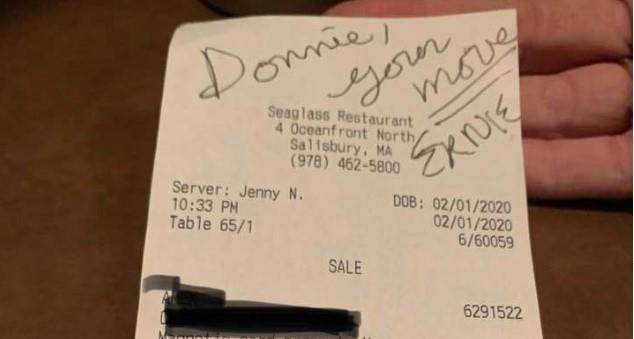 Donnie,
your
move
ERNIE
Seaglass Restaurant
4 Oceanfront North
Salisbury, MA
(978) 462-5800
Server: Jenny N.
DOB: 02/01/2020
10:33 PM
02/01/2020
Table 65/1
6/60059
SALE
6291522